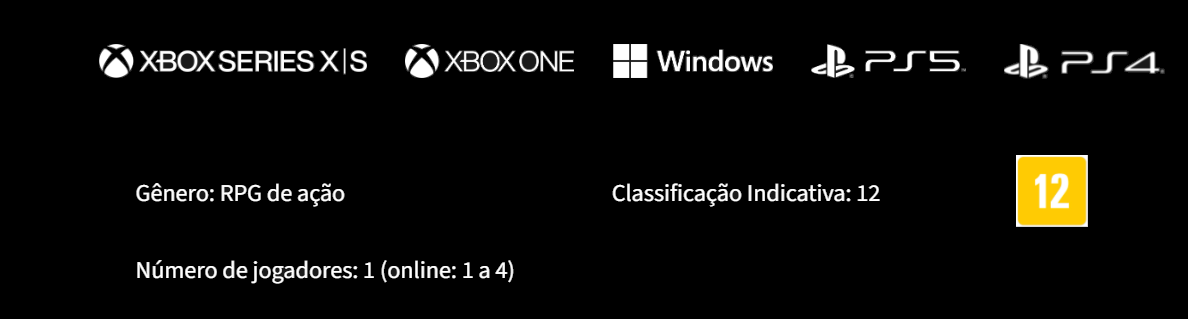 XBOX SERIES X|S XBOX ONE Windows PS5 PS4
Gênero: RPG de ação Classificação Indicativa: 12 12
Número de jogadores: 1 (online: 1 a 4)